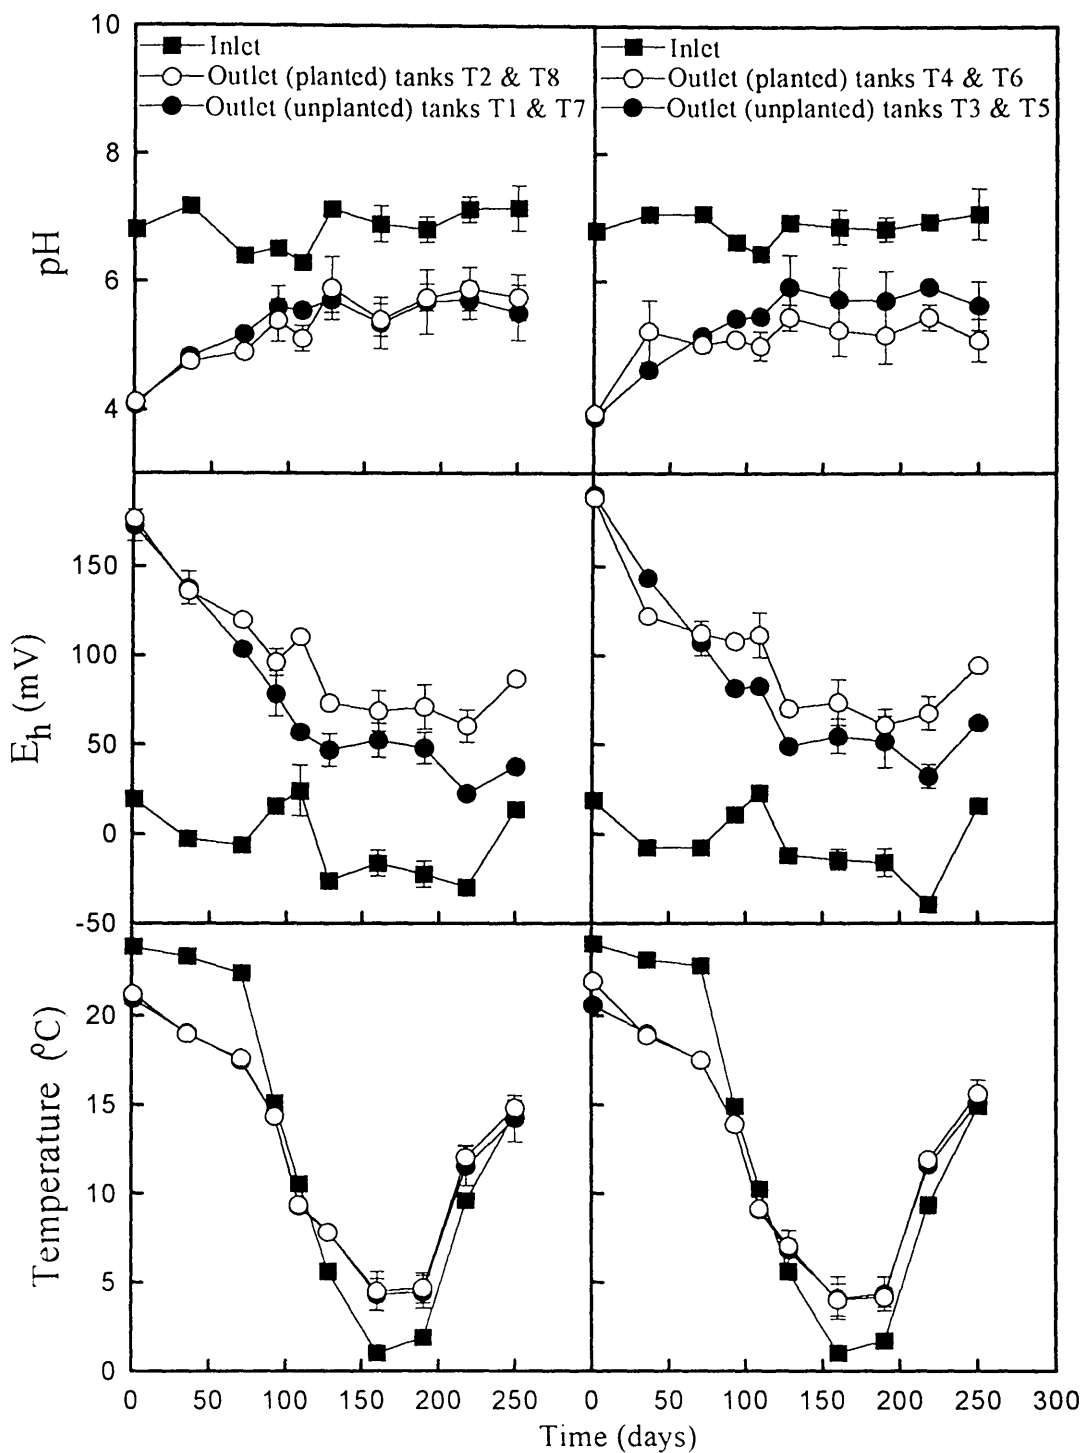 10
8
6
4
pH
Inlet
Outlet (planted) tanks T2 & T8
Outlet (unplanted) tanks T1 & T7
Inlet
Outlet (planted) tanks T4 & T6
Outlet (unplanted) tanks T3 & T5
150
100
50
0
-50
Eh (mV)
20
15
10
5
0
Temperature (ºC)
0 50 100 150 200 250 0 50 100 150 200 250 300
Time (days)